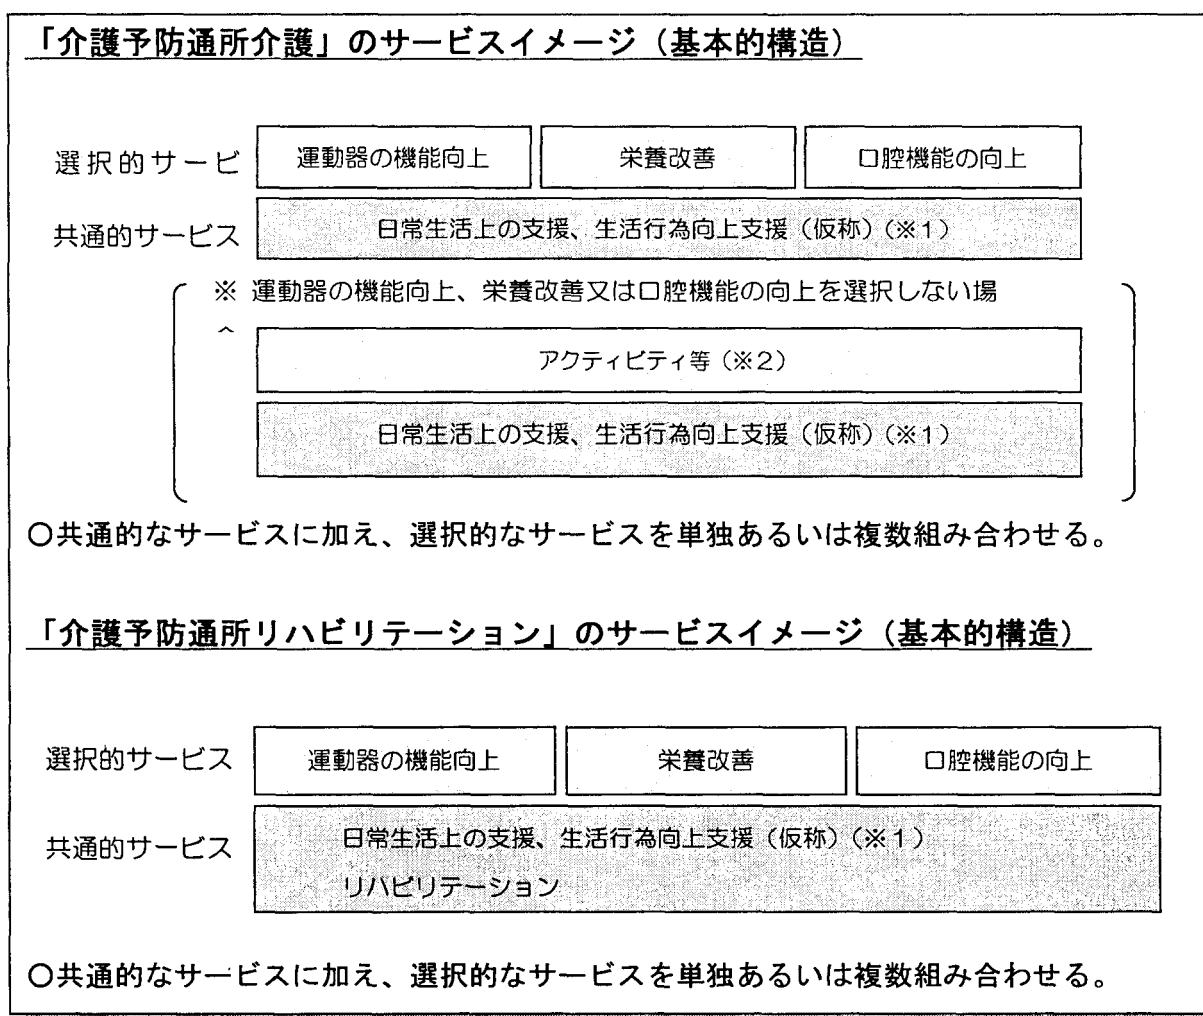 「介護予防通所介護」のサービスイメージ（基本的構造）
選択的サービ
運動器の機能向上
栄養改善
口腔機能の向上
共通的サービス
日常生活上の支援、生活行為向上支援（仮称）（※１）
※ 運動器の機能向上、栄養改善又は口腔機能の向上を選択しない場
アクティビティ等（※２）
日常生活上の支援、生活行為向上支援（仮称）（※１）
〇共通的なサービスに加え、選択的なサービスを単独あるいは複数組み合わせる。
「介護予防通所リハビリテーション」のサービスイメージ（基本的構造）
選択的サービス
運動器の機能向上
栄養改善
口腔機能の向上
共通的サービス
日常生活上の支援、生活行為向上支援（仮称）（※１）
リハビリテーション
〇共通的なサービスに加え、選択的なサービスを単独あるいは複数組み合わせる。